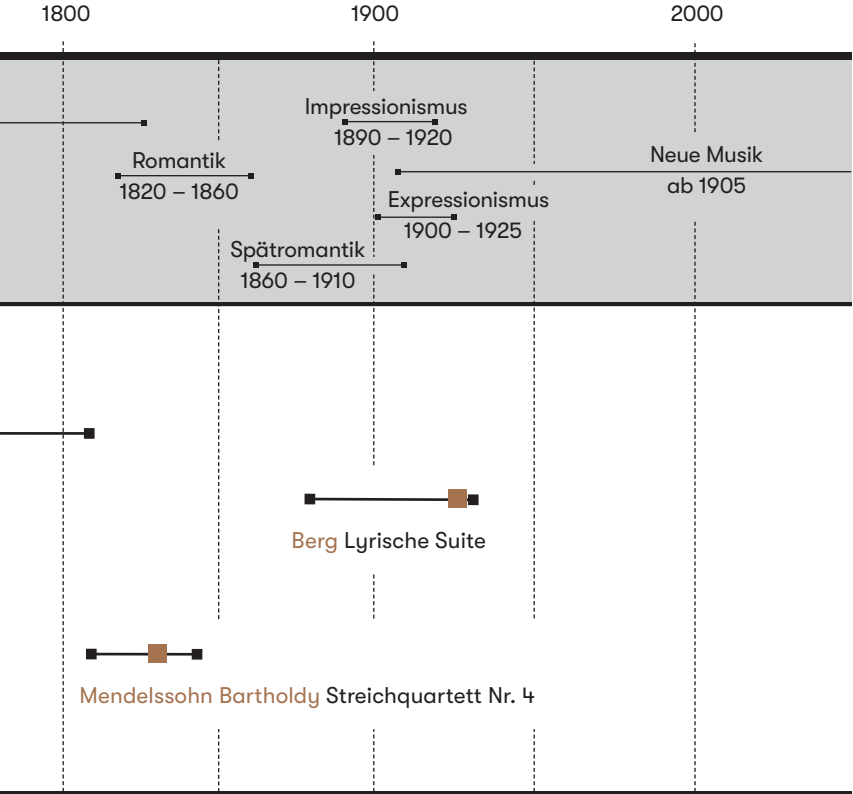 1800 1900 2000
Impressionismus
1890 – 1920
Romantik
1820 – 1860
Neue Musik
ab 1905
Expressionismus
1900 – 1925
Spätromantik
1860 – 1910
Berg Lyrische Suite
Mendelssohn Bartholdy Streichquartett Nr. 4